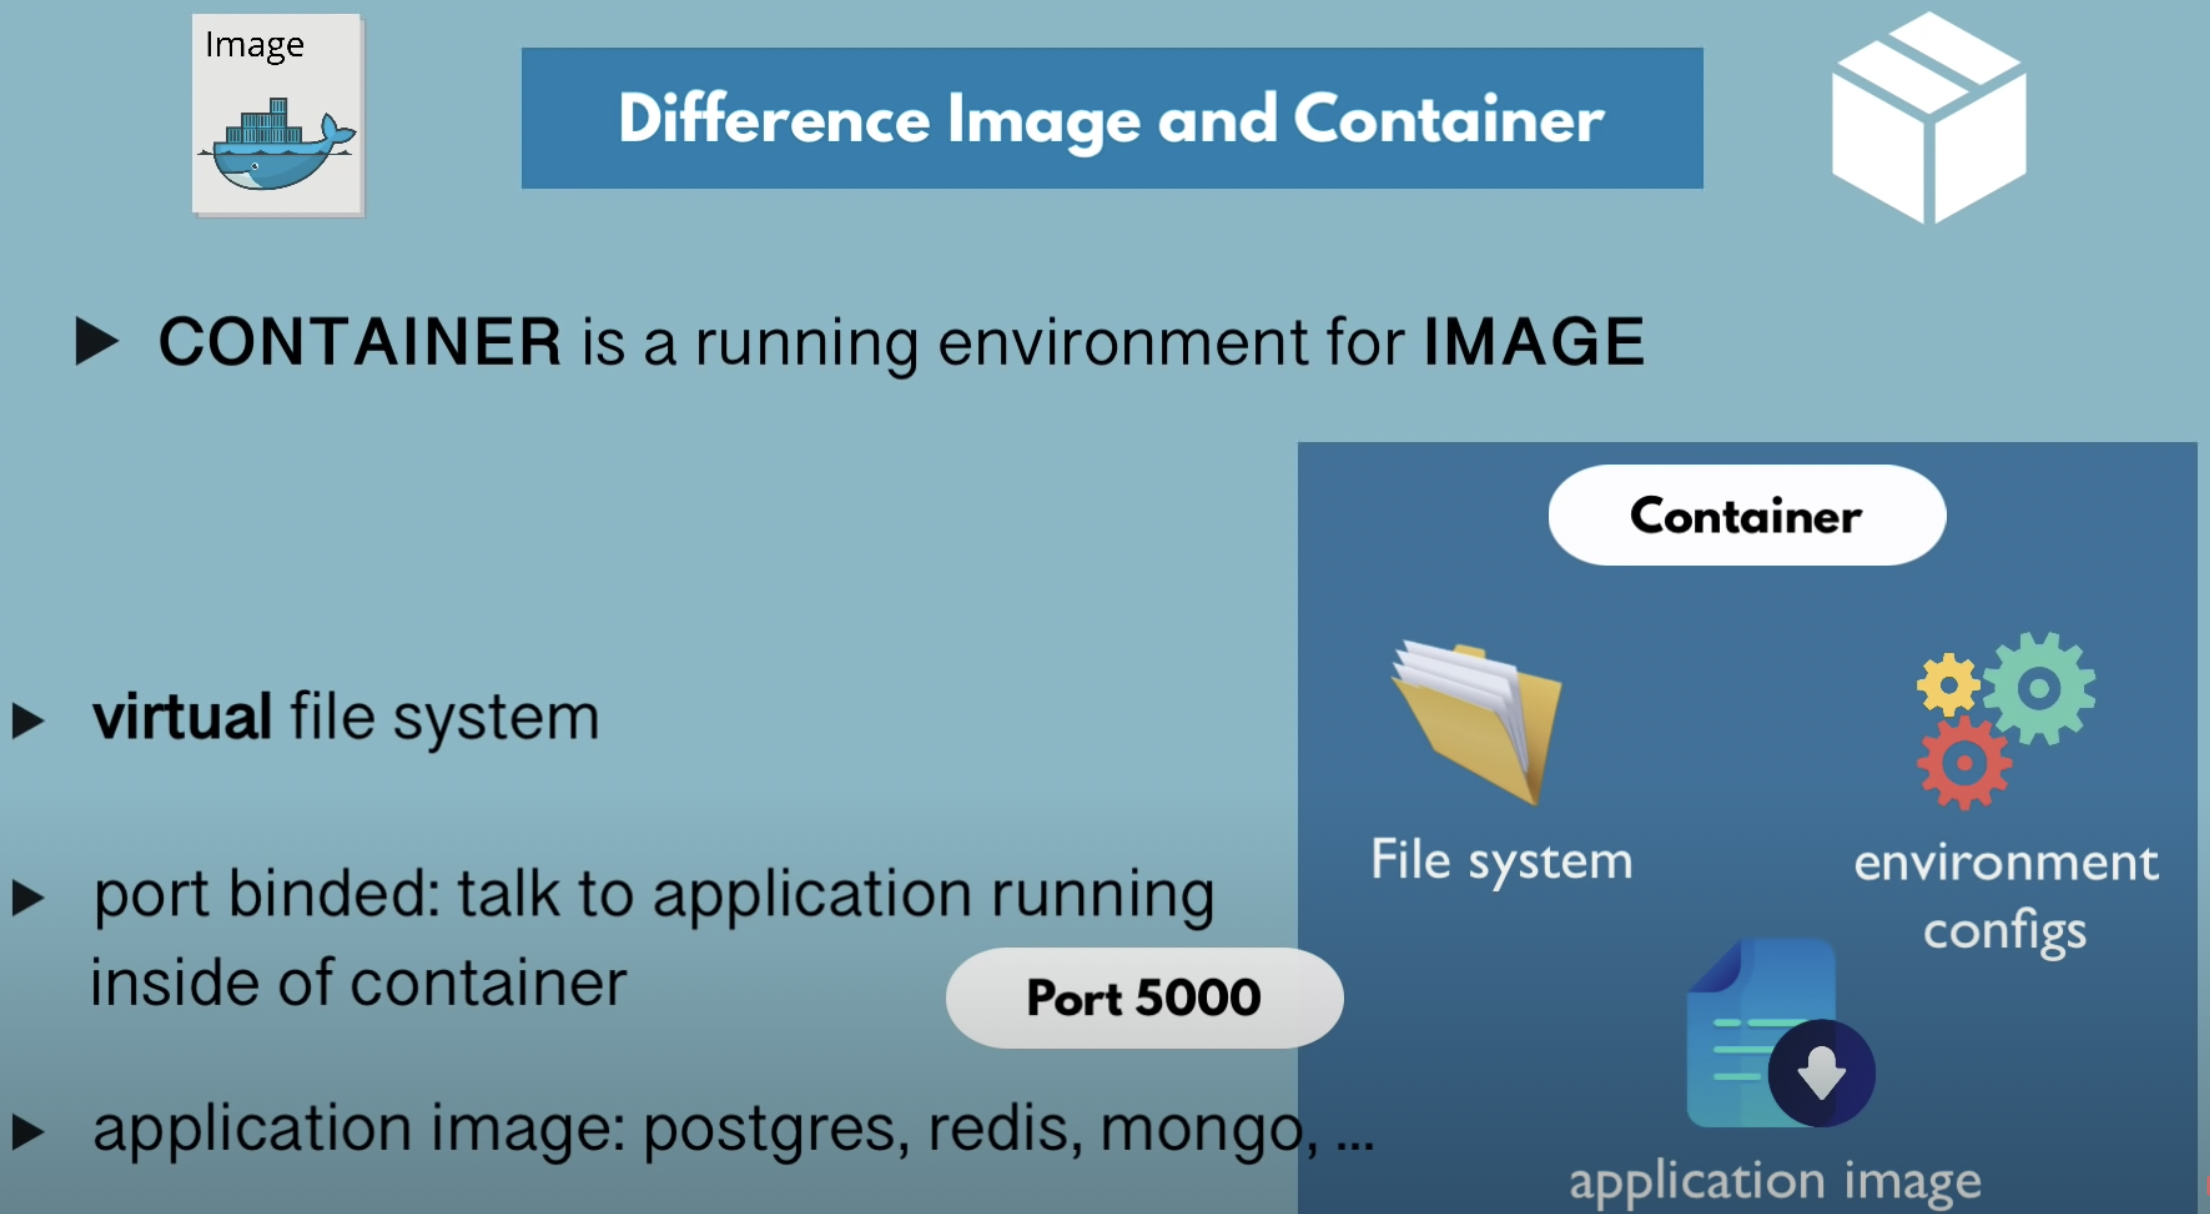 Image
Difference Image and Container
CONTAINER is a running environment for IMAGE
Container
virtual file system
File system
environment
configs
port binded: talk to application running
inside of container
Port 5000
application image: postgres, redis, mongo, ...
application image